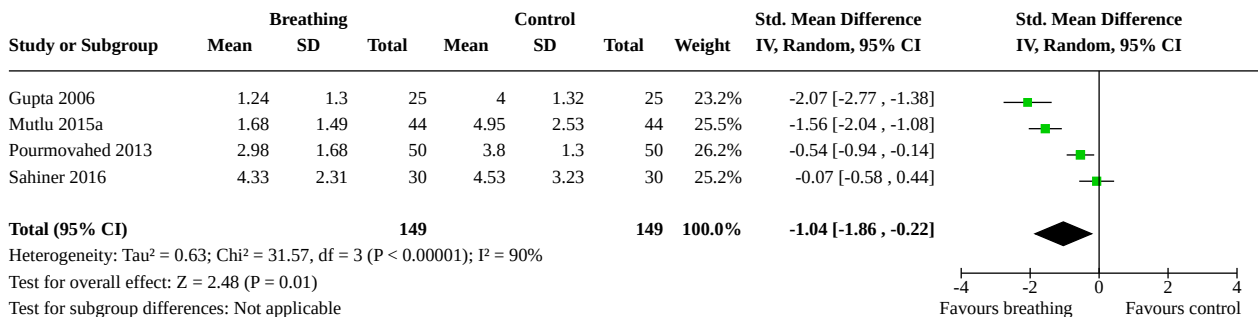 Breathing Control Std. Mean Difference Std. Mean Difference
Study or Subgroup Mean SD Total Mean SD Total Weight IV, Random, 95% CI IV, Random, 95% CI
Gupta 2006 1.24 1.3 25 4 1.32 25 23.2% -2.07 [-2.77 , -1.38]
Mutlu 2015a 1.68 1.49 44 4.95 2.53 44 25.5% -1.56 [-2.04 , -1.08]
Pourmovahed 2013 2.98 1.68 50 3.8 1.3 50 26.2% -0.54 [-0.94 , -0.14]
Sahiner 2016 4.33 2.31 30 4.53 3.23 30 25.2% -0.07 [-0.58 , 0.44]
Total (95% CI) 149 149 100.0% -1.04 [-1.86 , -0.22]
Heterogeneity: Tau² = 0.63; Chi² = 31.57, df = 3 (P < 0.00001); I² = 90%
Test for overall effect: Z = 2.48 (P = 0.01) -4 -2 0 2 4
Test for subgroup differences: Not applicable Favours breathing Favours control